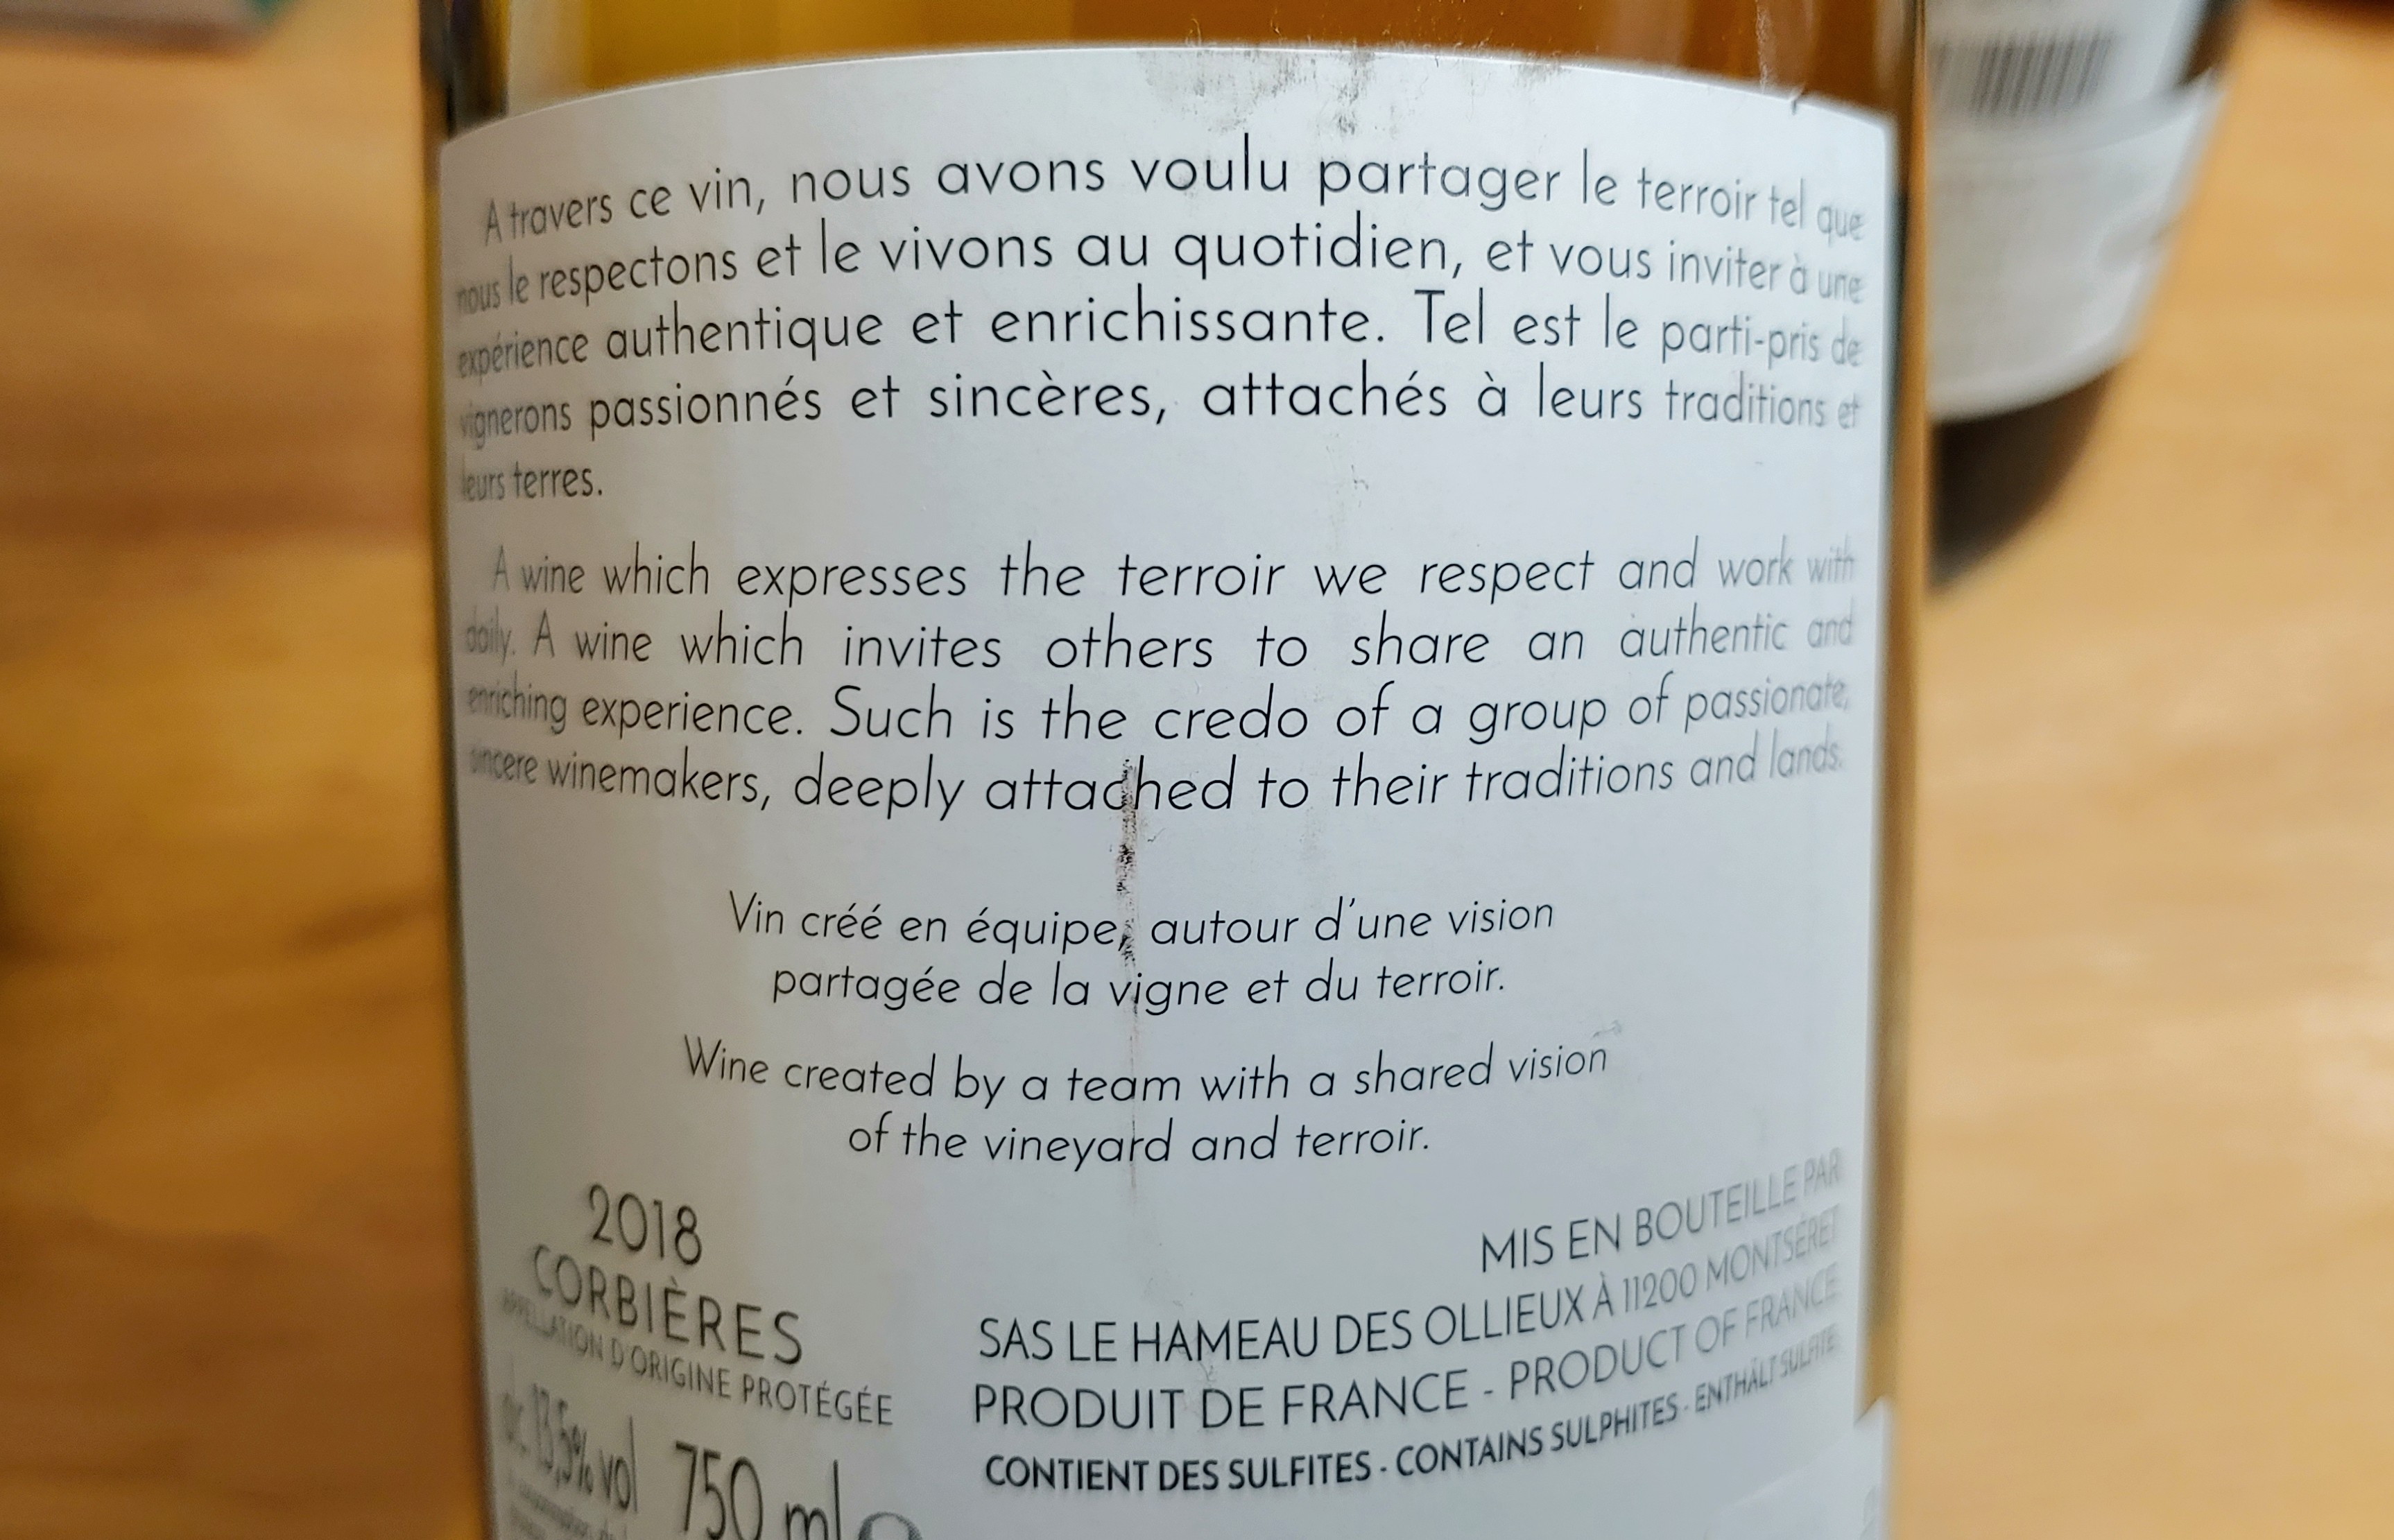 A travers ce vin, nous avons voulu partager le terroir tel que
nous le respectons et le vivons au quotidien, et vous inviter à une
expérience authentique et enrichissante. Tel est le parti-pris de
vignerons passionnés et sincères, attachés à leurs traditions et
leurs terres.
A wine which expresses the terroir we respect and work with
daily. A wine which invites others to share an authentic and
enriching experience. Such is the credo of a group of passionate,
sincere winemakers, deeply attached to their traditions and lands.
Vin créé en équipe, autour d'une vision
partagée de la vigne et du terroir.
Wine created by a team with a shared vision
of the vineyard and terroir.
2018
CORBIÈRES
APPELLATION D'ORIGINE PROTÉGÉE
13,5% vol 750 ml
MIS EN BOUTEILLE PAR
SAS LE HAMEAU DES OLLIEUX À 11200 MONTSÉRET
PRODUIT DE FRANCE - PRODUCT OF FRANCE
CONTIENT DES SULFITES - CONTAINS SULPHITES - ENTHÄLT SULFITE